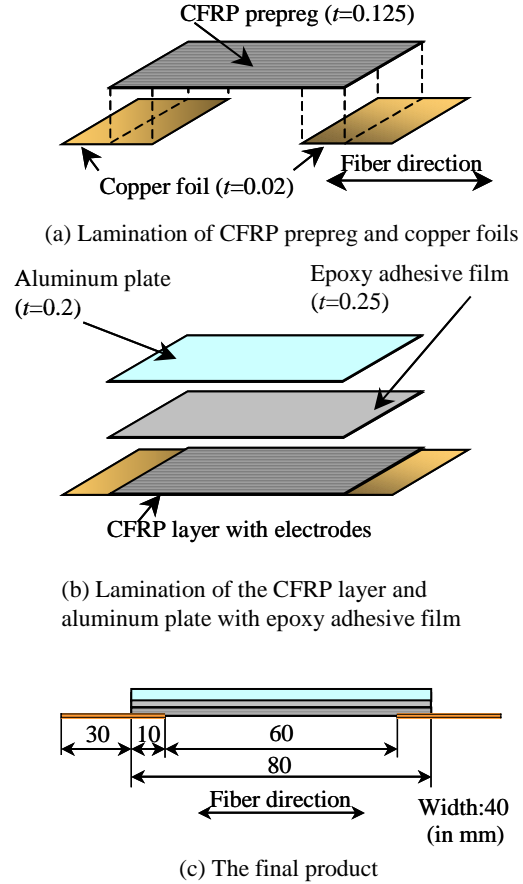 CFRP prepreg (t=0.125)
Copper foil (t=0.02)
Fiber direction
(a) Lamination of CFRP prepreg and copper foils
Aluminum plate
(t=0.2)
Epoxy adhesive film
(t=0.25)
CFRP layer with electrodes
(b) Lamination of the CFRP layer and
aluminum plate with epoxy adhesive film
30
10
60
80
Fiber direction
Width:40
(in mm)
(c) The final product